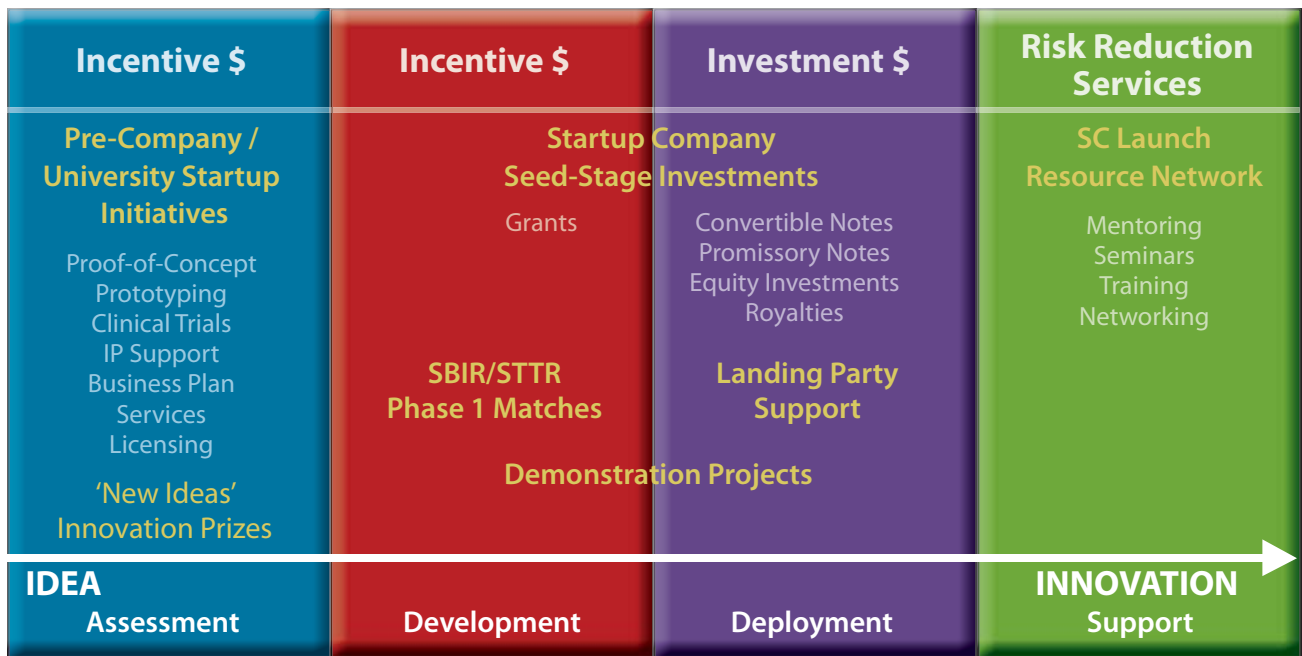 Incentive $
Pre-Company /
University Startup
Initiatives
Proof-of-Concept
Prototyping
Clinical Trials
IP Support
Business Plan
Services
Licensing
‘New Ideas’
Innovation Prizes
Incentive $
Investment $
Startup Company
Seed-Stage Investments
Grants
Convertible Notes
Promissory Notes
Equity Investments
Royalties
SBIR/STTR
Phase 1 Matches
Landing Party
Support
Demonstration Projects
Risk Reduction
Services
SC Launch
Resource Network
Mentoring
Seminars
Training
Networking
IDEA
Assessment
Development
Deployment
INNOVATION
Support